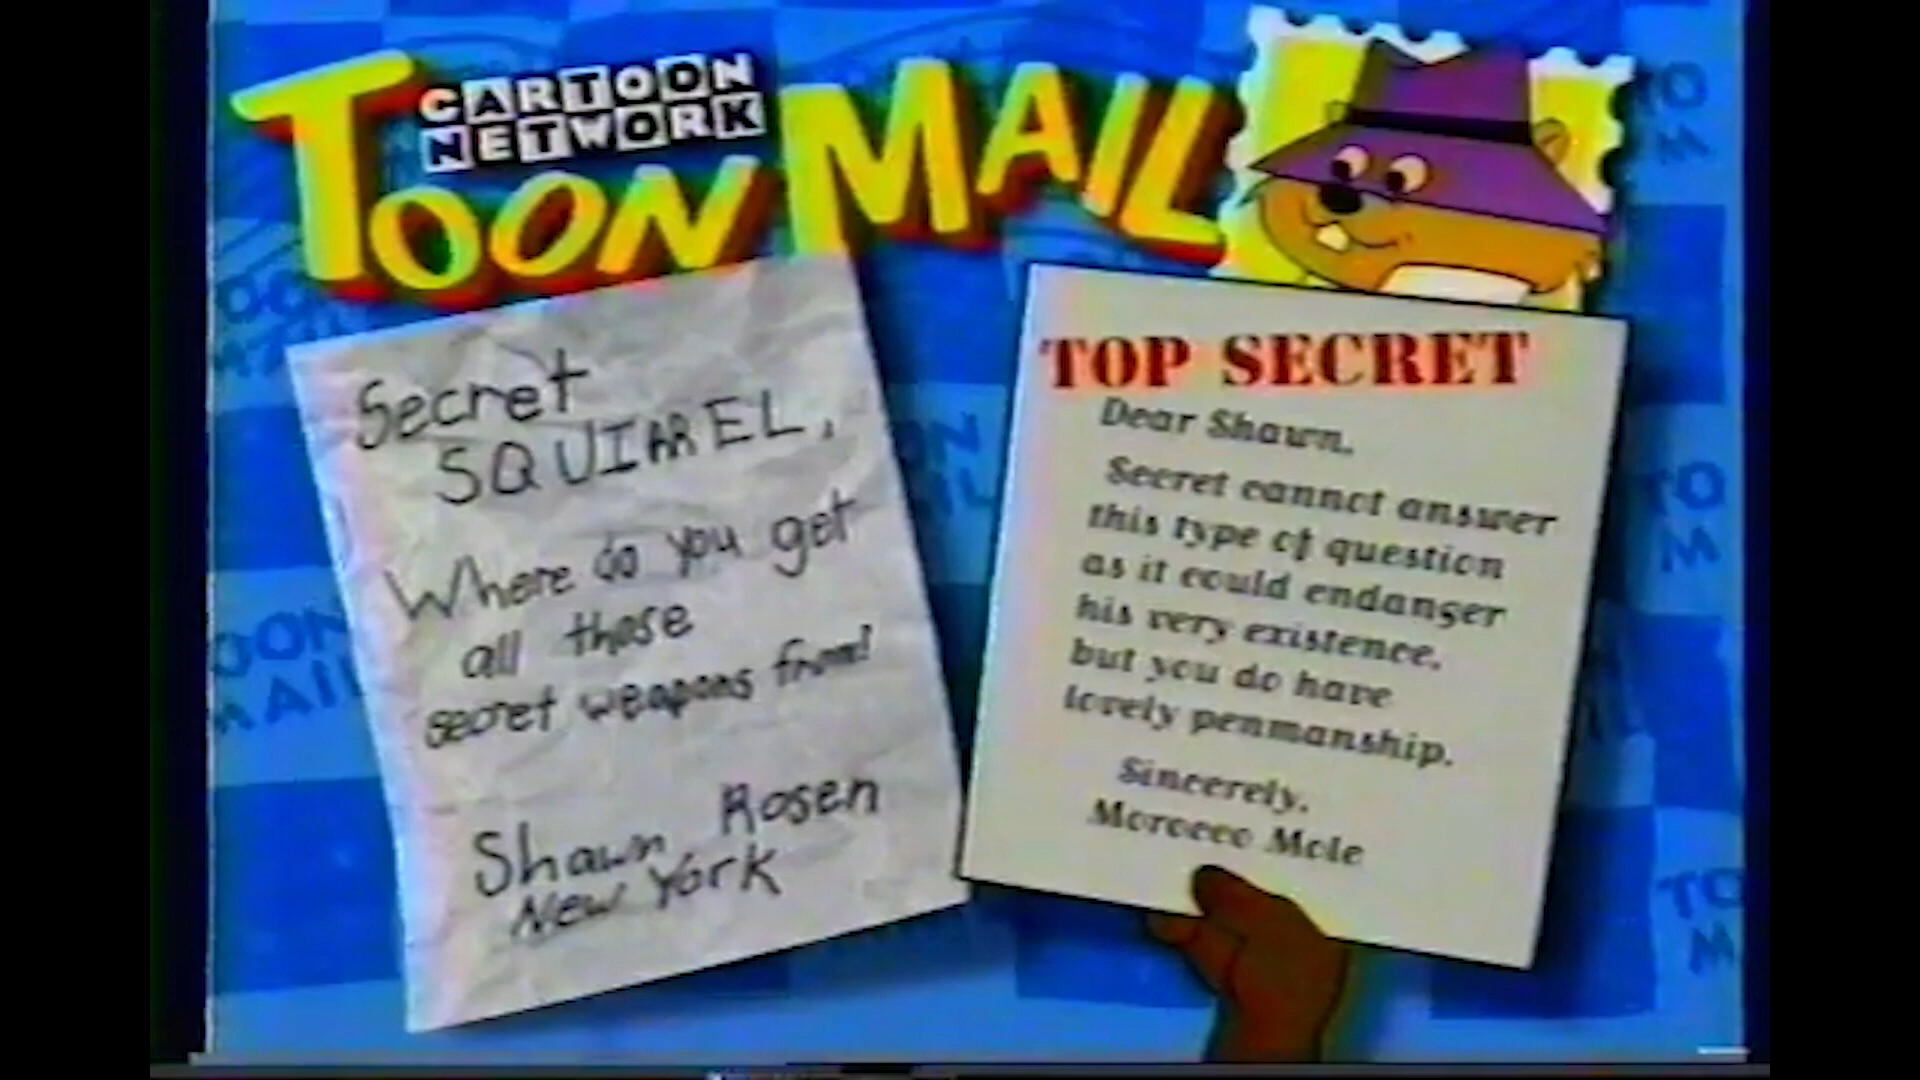 CARTOON
NETWORK
TOON MAIL
Secret
SQUIRREL,
Where do you get
all those
secret weapons from!
Shawn Rosen
New York
TOP SECRET
Dear Shawn,
Secret cannot answer
this type of question
as it could endanger
his very existence,
but you do have
lovely penmanship.
Sincerely,
Morocco Mole